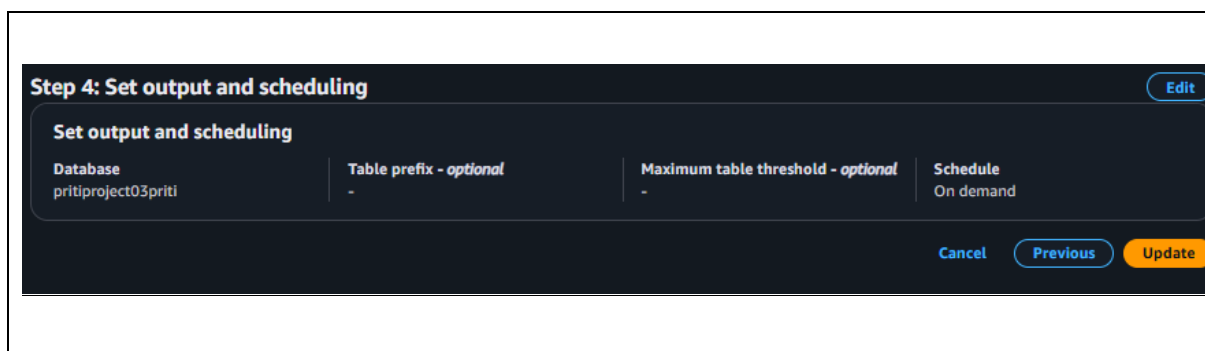 Step 4: Set output and scheduling
Edit
Set output and scheduling
Database
pritiproject03priti
Table prefix - optional
-
Maximum table threshold - optional
-
Schedule
On demand
Cancel
Previous
Update